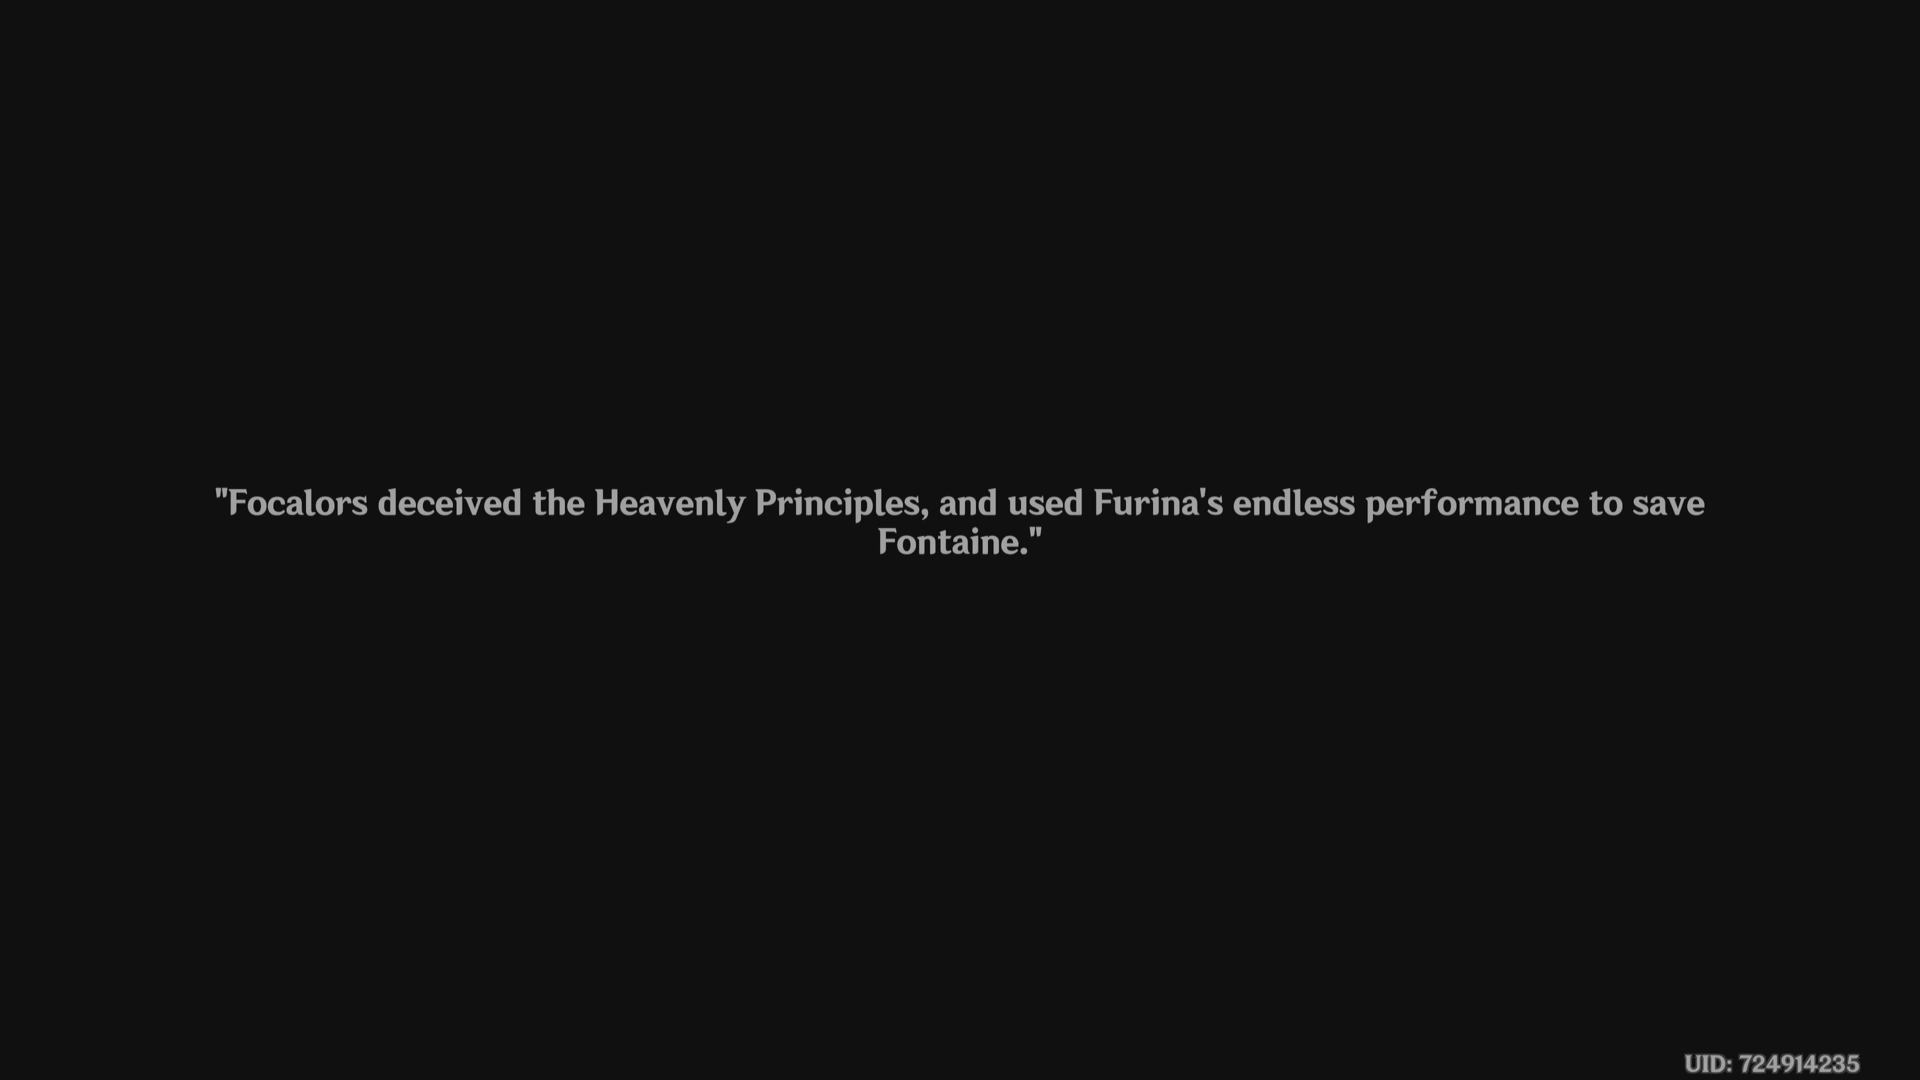 "Focalors deceived the Heavenly Principles, and used Furina's endless performance to save
Fontaine."
UID: 724914235